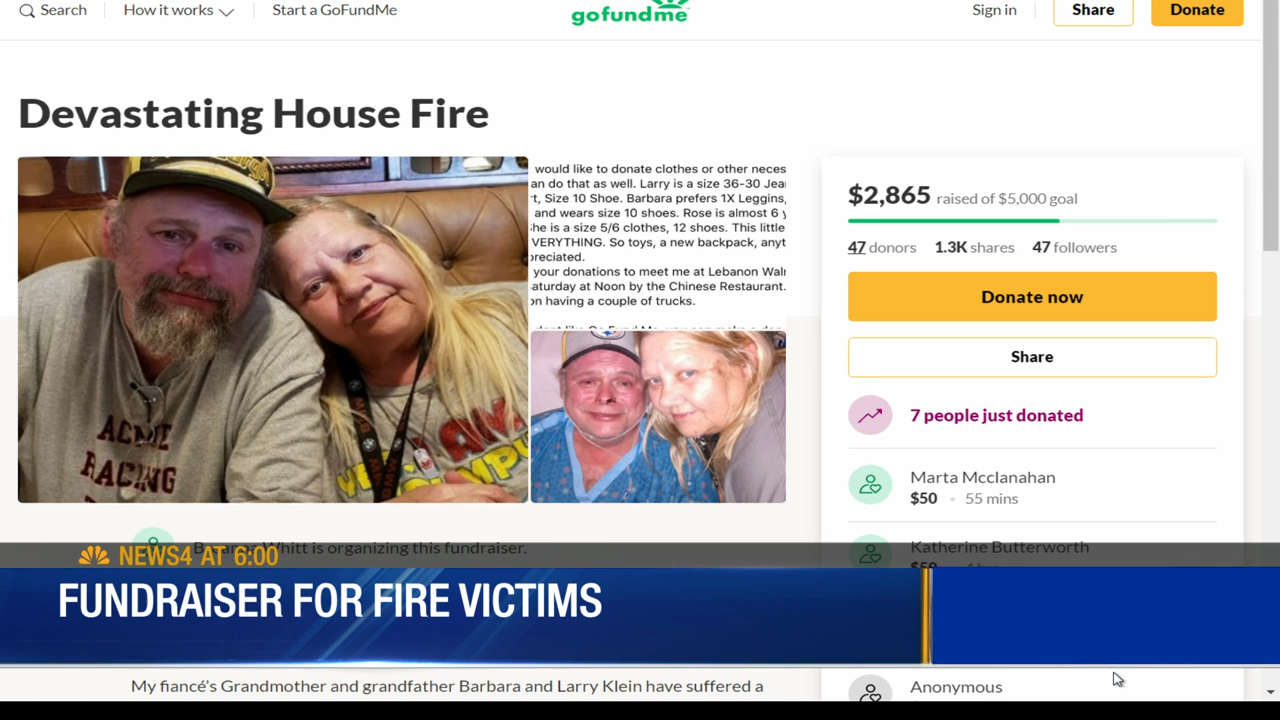 Search How it works Start a GoFundMe gofundme Sign in Share Donate
Devastating House Fire
would like to donate clothes or other neces
an do that as well. Larry is a size 36-30 Jea
t, Size 10 Shoe. Barbara prefers 1X Leggins,
and wears size 10 shoes. Rose is almost 6 y
he is a size 5/6 clothes, 12 shoes. This little
VERYTHING. So toys, a new backpack, anyt
preciated.
your donations to meet me at Lebanon Wal
aturday at Noon by the Chinese Restaurant.
on having a couple of trucks.
ACME
RACING
$2,865 raised of $5,000 goal
47 donors 1.3K shares 47 followers
Donate now
Share
7 people just donated
Marta Mcclanahan
$50 • 55 mins
Katherine Butterworth
$50
Whitt is organizing this fundraiser.
NEWS4 AT 6:00
FUNDRAISER FOR FIRE VICTIMS
My fiancé's Grandmother and grandfather Barbara and Larry Klein have suffered a
Anonymous